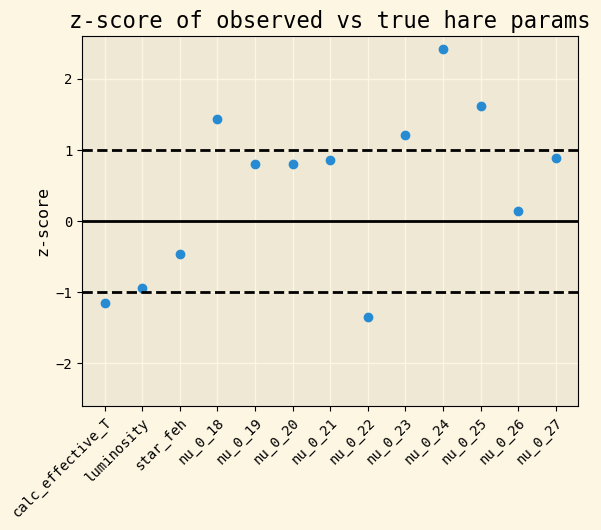 z-score of observed vs true hare params
z-score
2
1
0
−1
−2
calc_effective_T
luminosity
star_feh
nu_0_18
nu_0_19
nu_0_20
nu_0_21
nu_0_22
nu_0_23
nu_0_24
nu_0_25
nu_0_26
nu_0_27